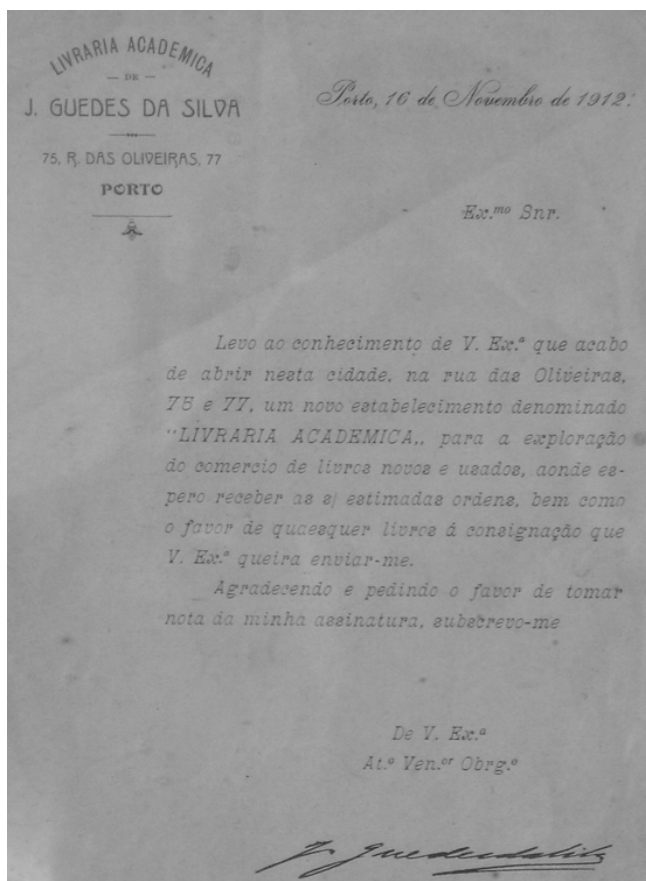 LIVRARIA ACADEMICA
— DE —
J. GUEDES DA SILVA
75, R. DAS OLIVEIRAS, 77
PORTO
Porto, 16 de Novembro de 1912.
Ex.ᵐᵒ Snr.
Levo ao conhecimento de V. Ex.ª que acabo
de abrir nesta cidade, na rua das Oliveiras,
75 e 77, um novo estabelecimento denominado
"LIVRARIA ACADEMICA,, para a exploração
do comercio de livros novos e usados, aonde es-
pero receber as s/ estimadas ordens, bem como
o favor de quaesquer livros á consignação que
V. Ex.ª queira enviar-me.
Agradecendo e pedindo o favor de tomar
nota da minha assinatura, subscrevo-me
De V. Ex.ª
At.º Ven.ᵒʳ Obrg.º
J. Guedes da Silva